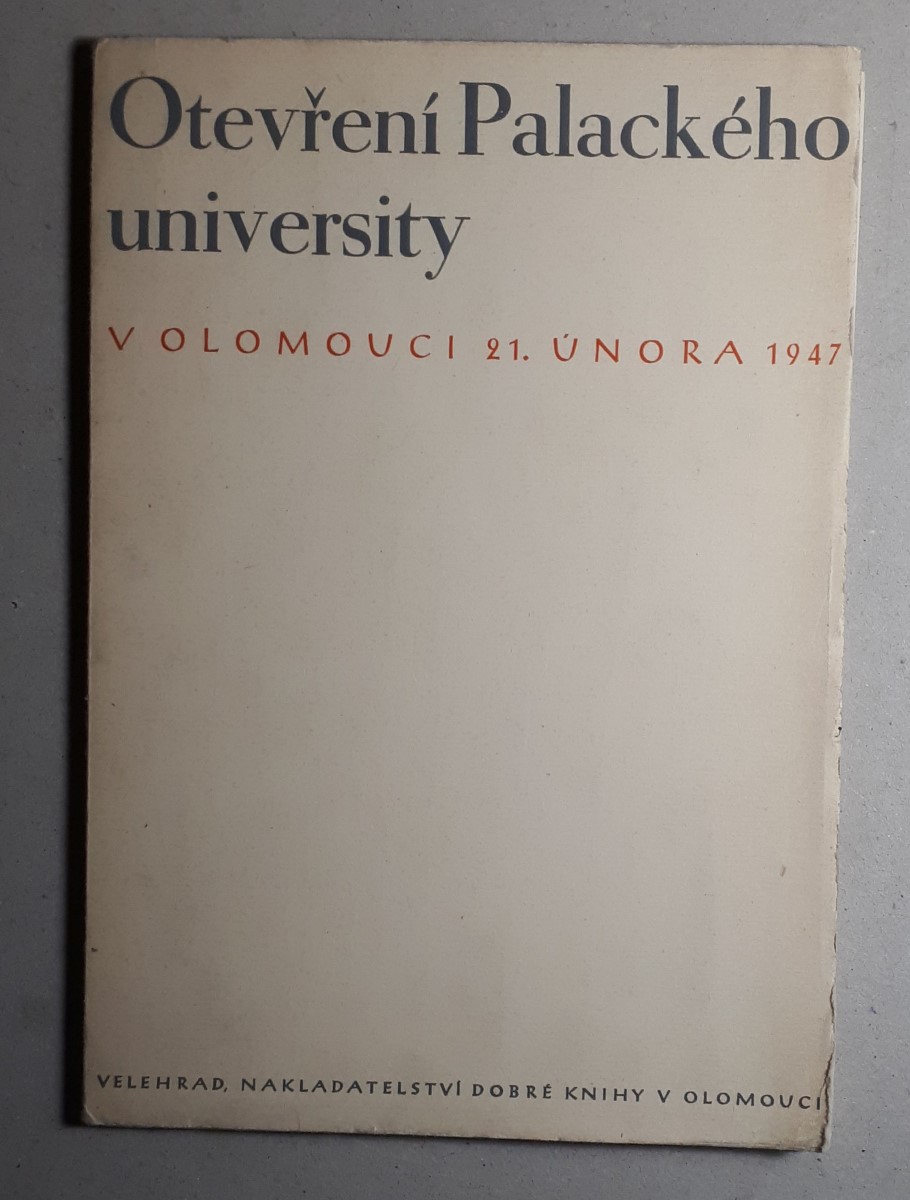 Otevření Palackého
university
V OLOMOUCI 21. ÚNORA 1947
VELEHRAD, NAKLADATELSTVÍ DOBRÉ KNIHY V OLOMOUCI